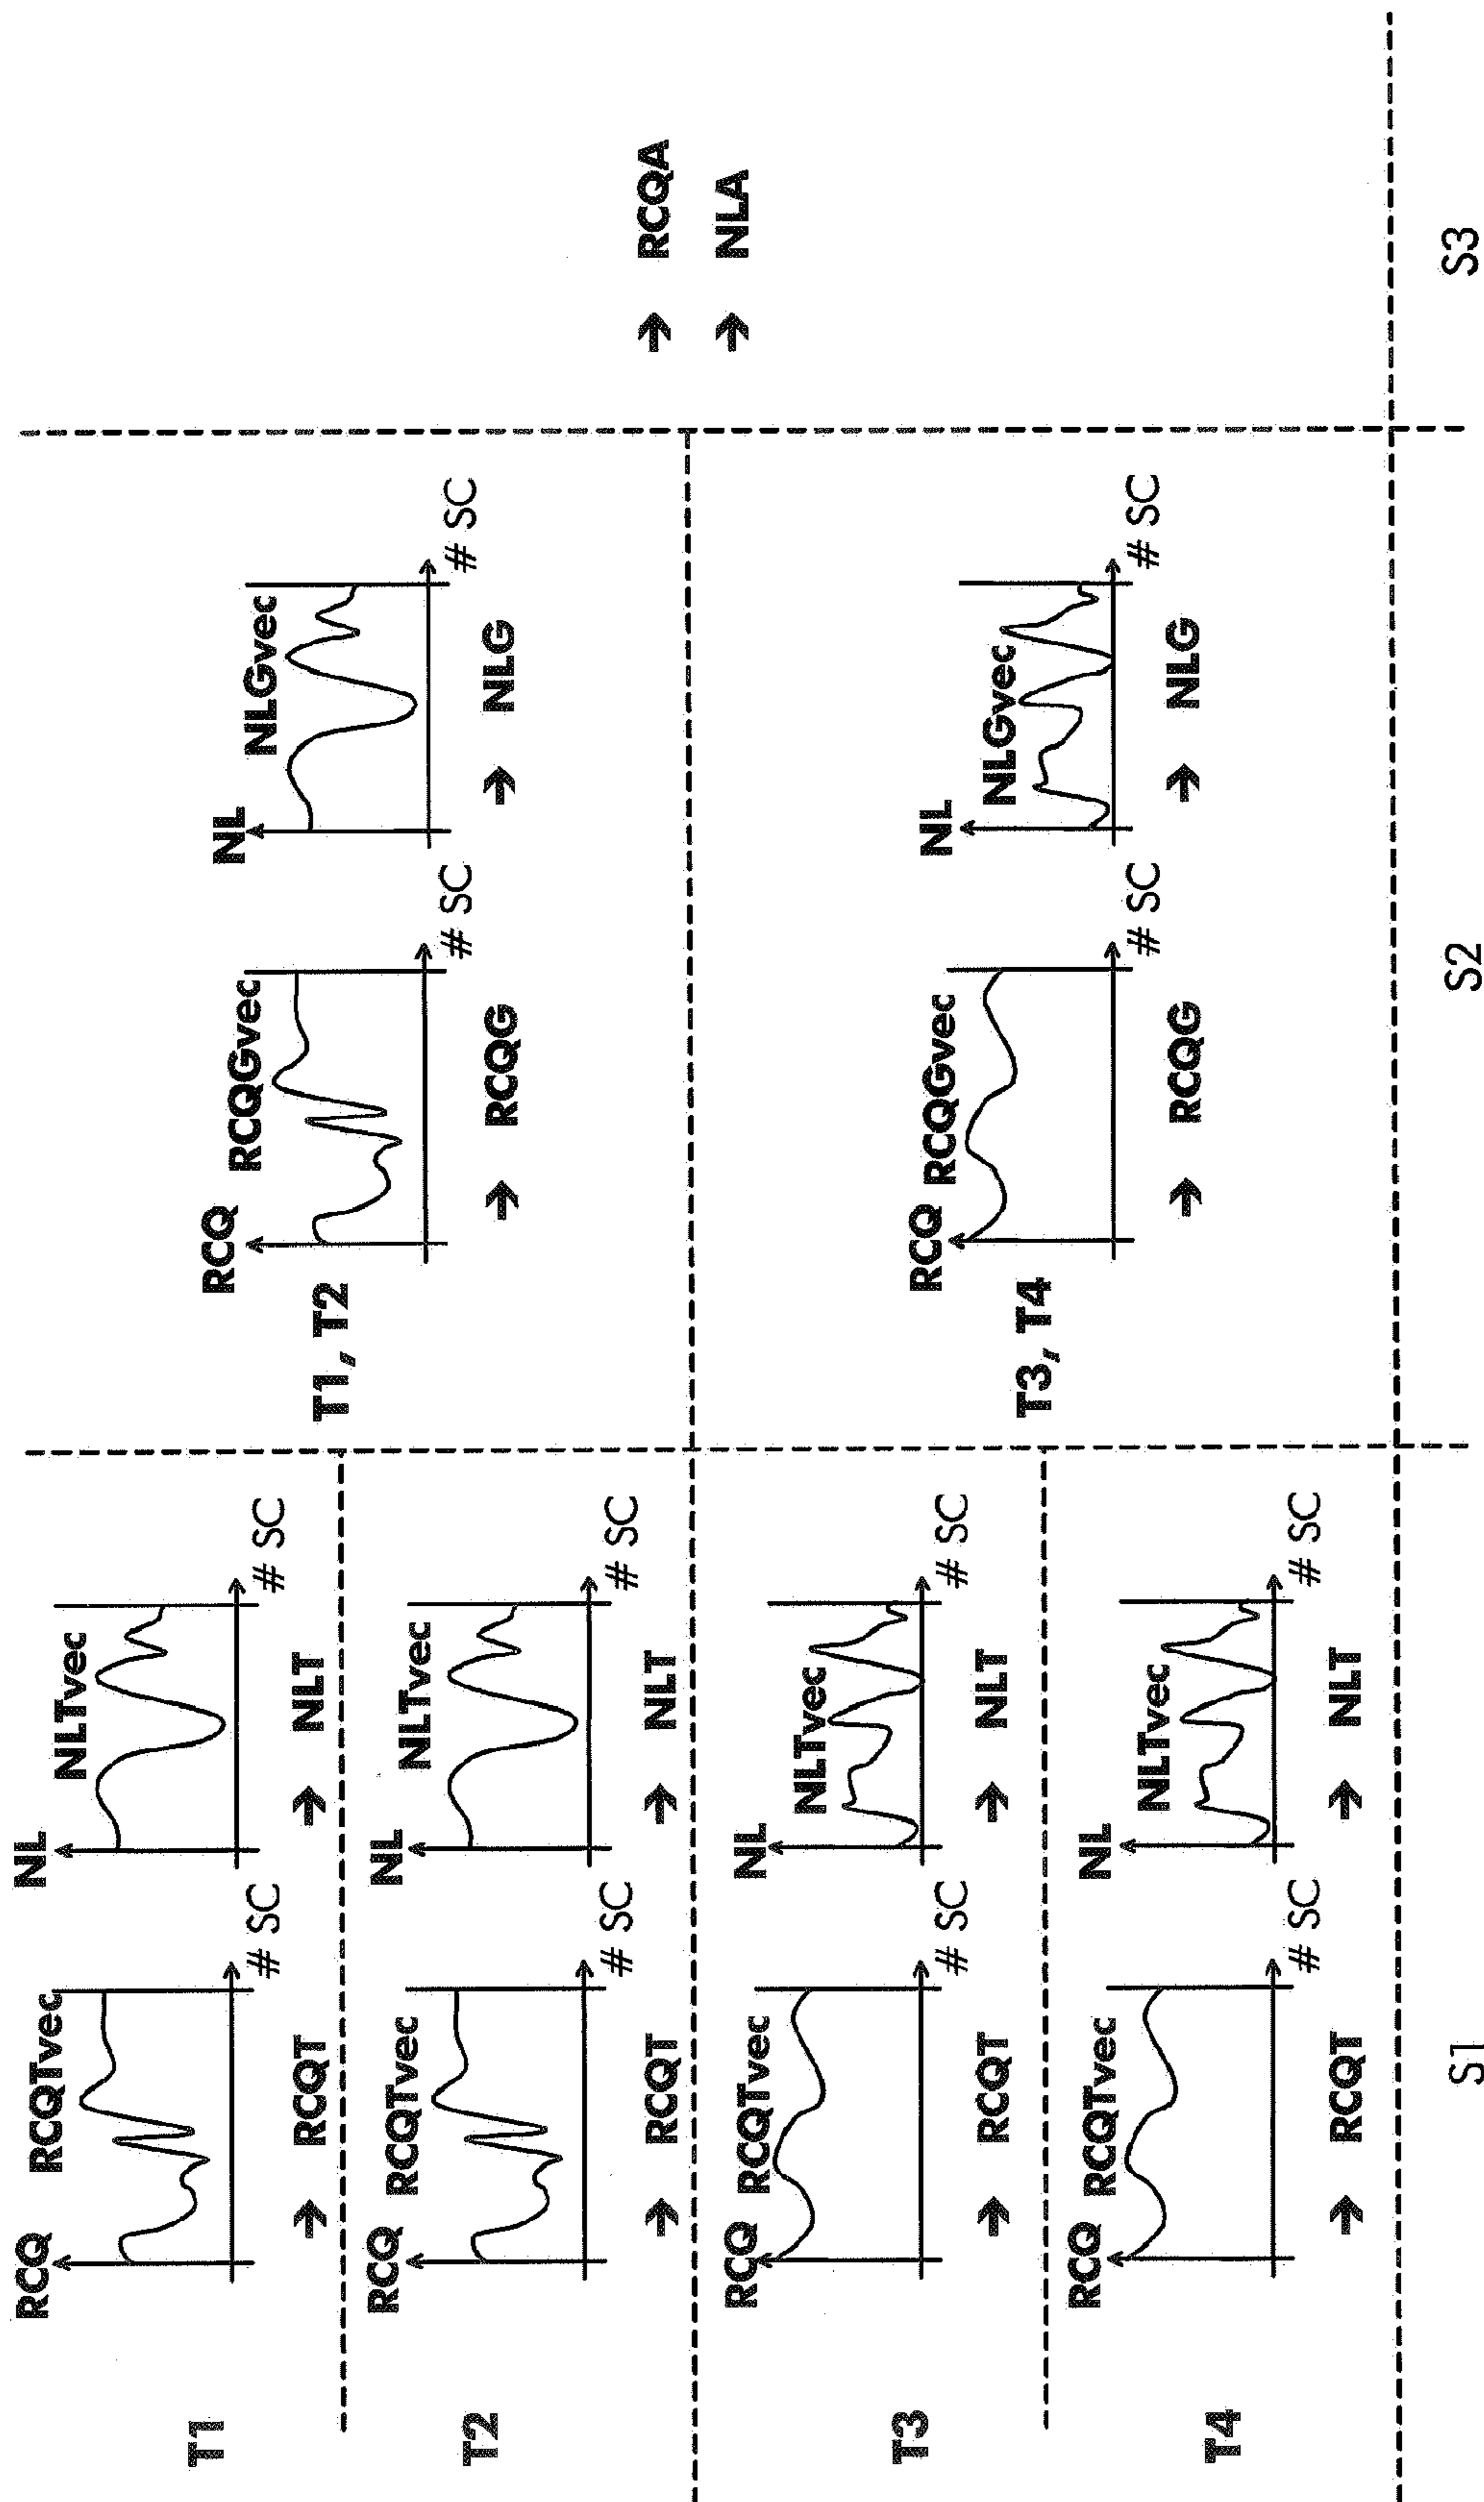 T1
RCQ
RCQTvec
# SC
→ RCQT
NL
NLTvec
# SC
→ NLT
T2
RCQ
RCQTvec
# SC
→ RCQT
NL
NLTvec
# SC
→ NLT
T3
RCQ
RCQTvec
# SC
→ RCQT
NL
NLTvec
# SC
→ NLT
T4
RCQ
RCQTvec
# SC
→ RCQT
NL
NLTvec
# SC
→ NLT
S1
T1, T2
RCQ
RCQGvec
# SC
→ RCQG
NL
NLGvec
# SC
→ NLG
T3, T4
RCQ
RCQGvec
# SC
→ RCQG
NL
NLGvec
# SC
→ NLG
S2
→ RCQA
→ NLA
S3